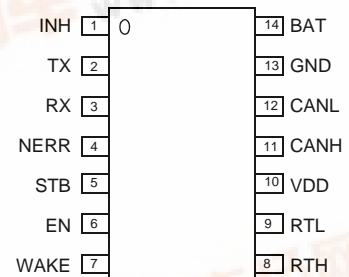 INH 1 14 BAT
TX 2 13 GND
RX 3 12 CANL
NERR 4 11 CANH
STB 5 10 VDD
EN 6 9 RTL
WAKE 7 8 RTH